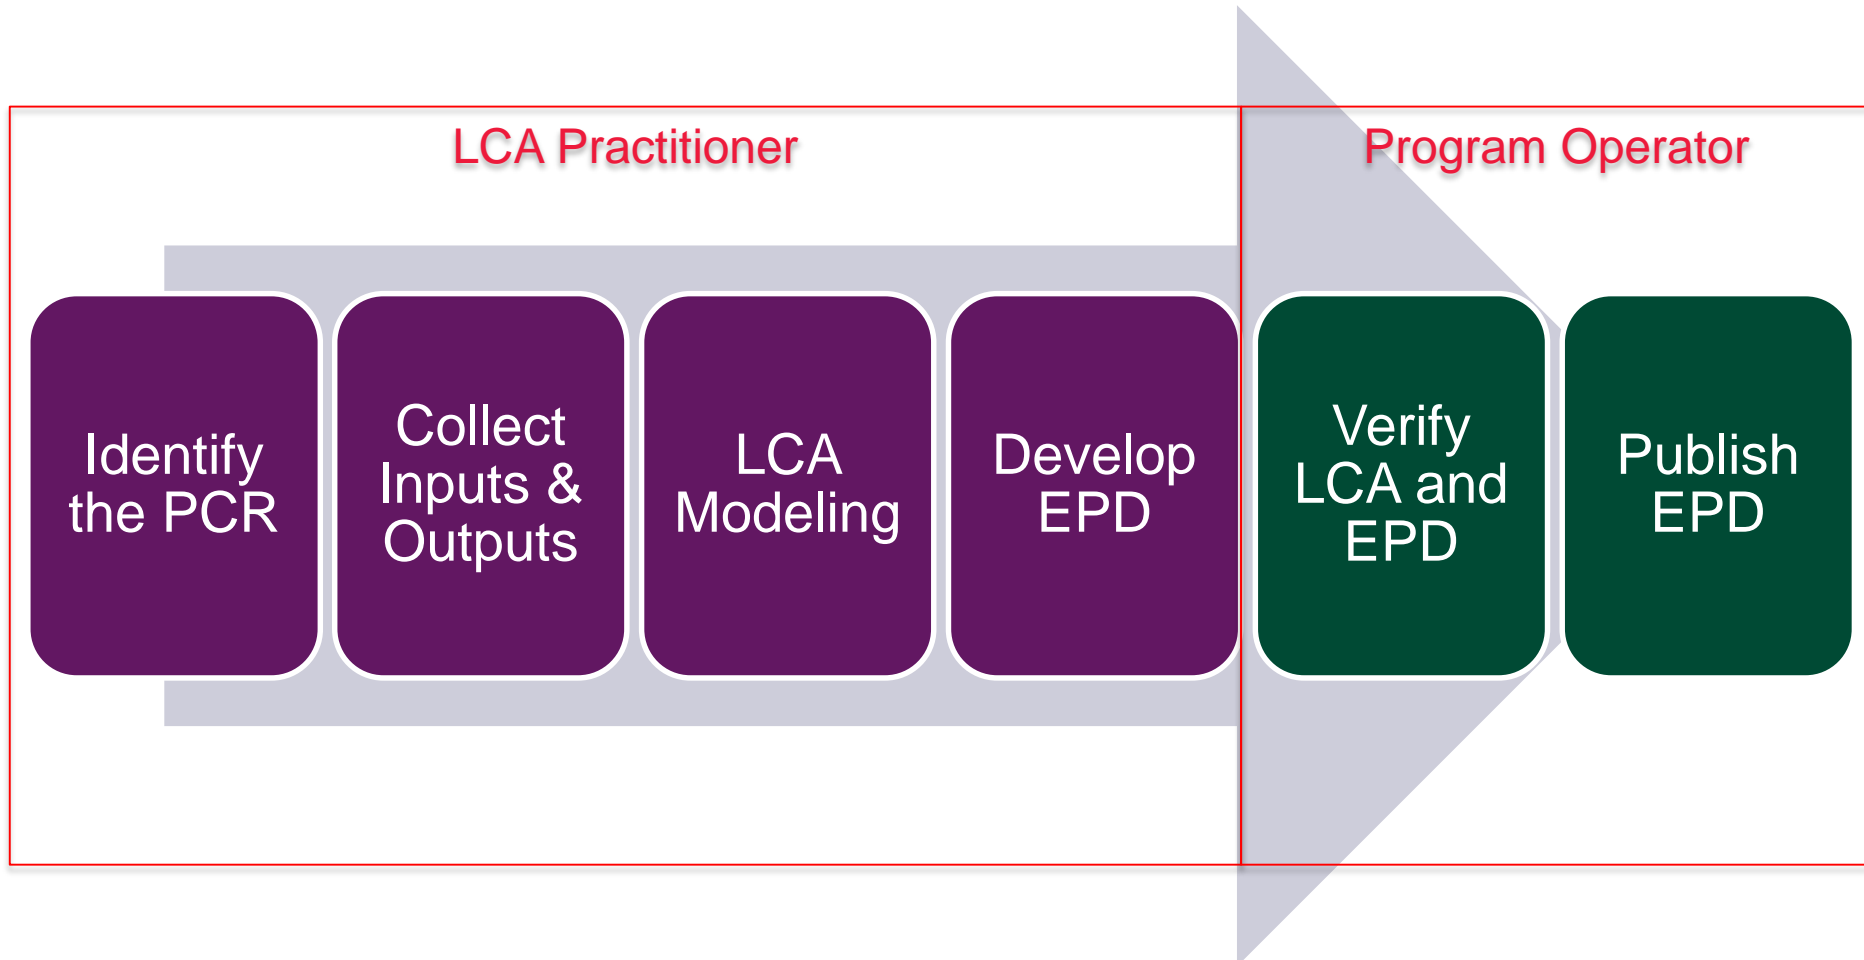 LCA Practitioner
Program Operator
Identify
the PCR
Collect
Inputs &
Outputs
LCA
Modeling
Develop
EPD
Verify
LCA and
EPD
Publish
EPD